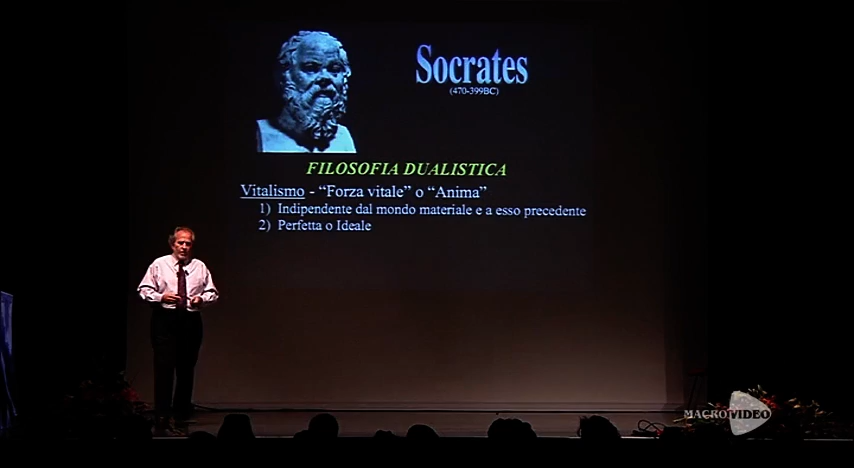 Socrates
(470-399BC)
FILOSOFIA DUALISTICA
Vitalismo - “Forza vitale” o “Anima”
1) Indipendente dal mondo materiale e a esso precedente
2) Perfetta o Ideale
MACROVIDEO